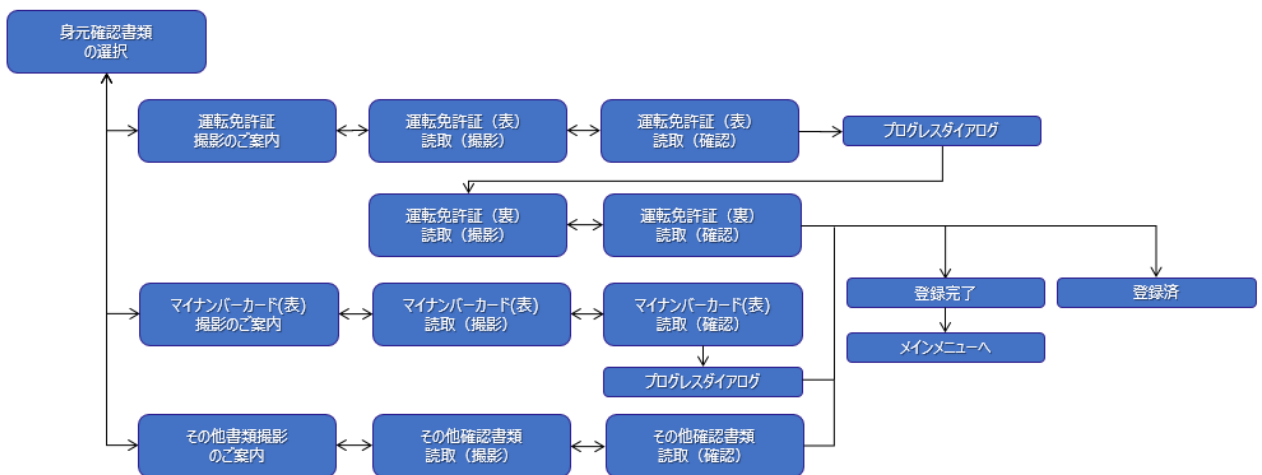 身元確認書類
の選択
運転免許証
撮影のご案内
運転免許証（表）
読取（撮影）
運転免許証（表）
読取（確認）
プログレスダイアログ
運転免許証（裏）
読取（撮影）
運転免許証（裏）
読取（確認）
登録完了
登録済
マイナンバーカード(表)
撮影のご案内
マイナンバーカード(表)
読取（撮影）
マイナンバーカード(表)
読取（確認）
メインメニューへ
プログレスダイアログ
その他書類撮影
のご案内
その他確認書類
読取（撮影）
その他確認書類
読取（確認）